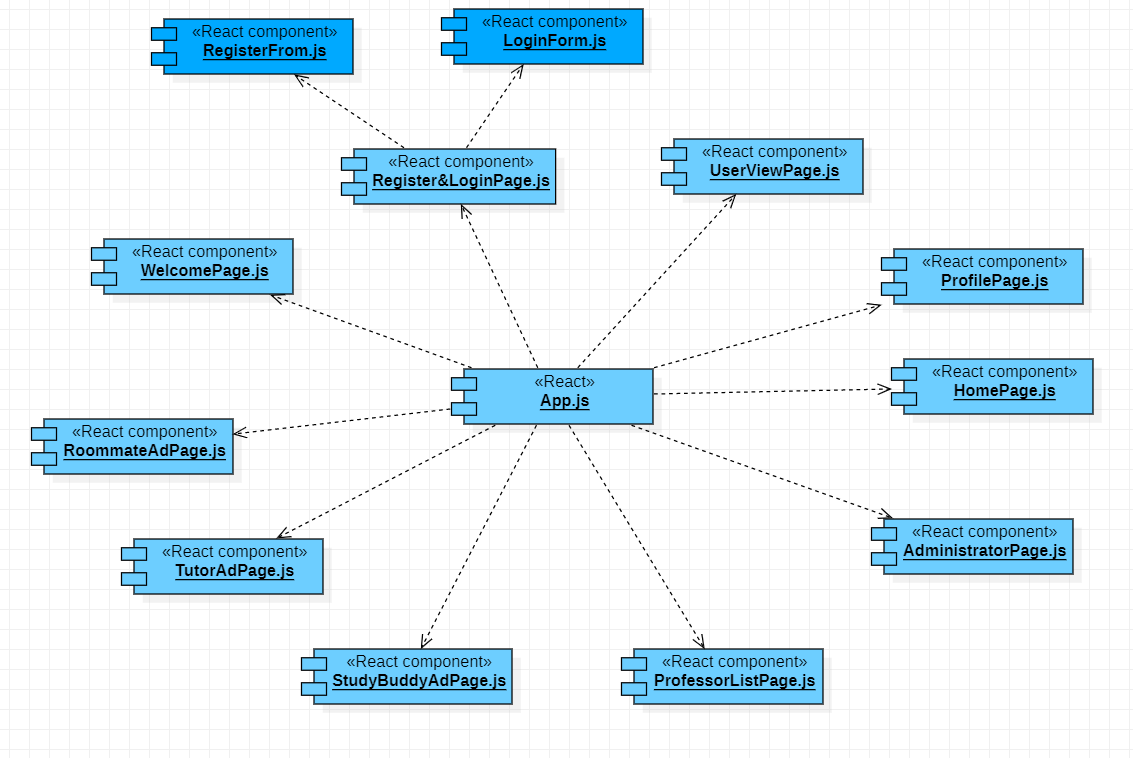 «React component»
RegisterFrom.js
«React component»
LoginForm.js
«React component»
Register&LoginPage.js
«React component»
UserViewPage.js
«React component»
WelcomePage.js
«React component»
ProfilePage.js
«React»
App.js
«React component»
HomePage.js
«React component»
RoommateAdPage.js
«React component»
TutorAdPage.js
«React component»
AdministratorPage.js
«React component»
StudyBuddyAdPage.js
«React component»
ProfessorListPage.js